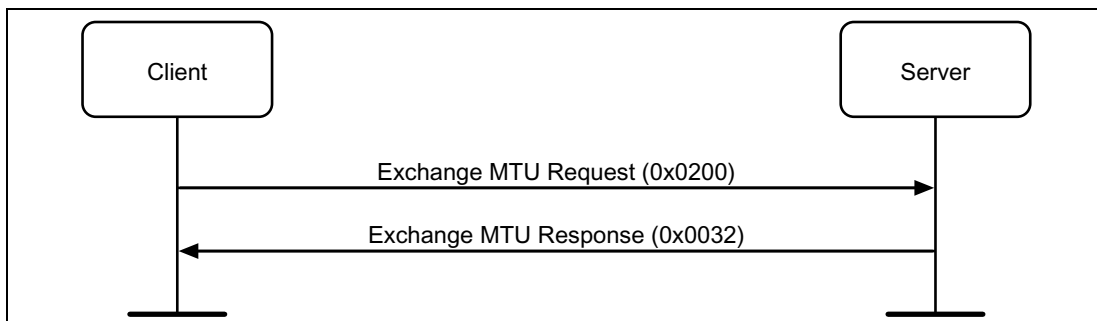 Client
Server
Exchange MTU Request (0x0200)
Exchange MTU Response (0x0032)